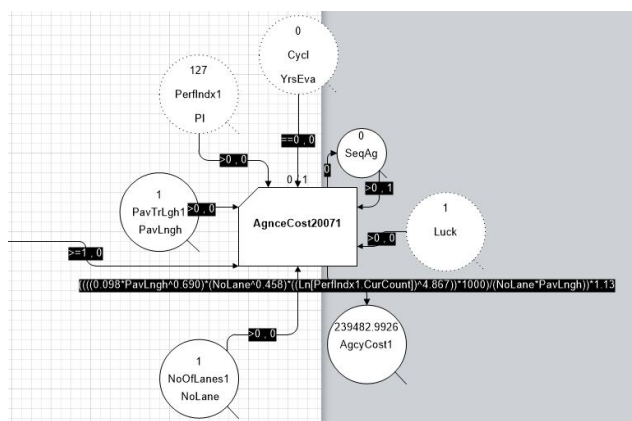 0
Cycl
YrsEva
127
PerfIndx1
PI
==0 , 0
0
SeqAg
>0 , 0
0
>0 , 1
0 1
1
PavTrLgh1
PavLngh
>0 , 0
AgnceCost20071
1
Luck
>0 , 0
>=1 , 0
((((0.098*PavLngh^0.690)*(NoLane^0.458)*((Ln[PerfIndx1.CurCount])^4.867))*1000)/(NoLane*PavLngh))*1.13
239482.9926
AgcyCost1
>0 , 0
1
NoOfLanes1
NoLane